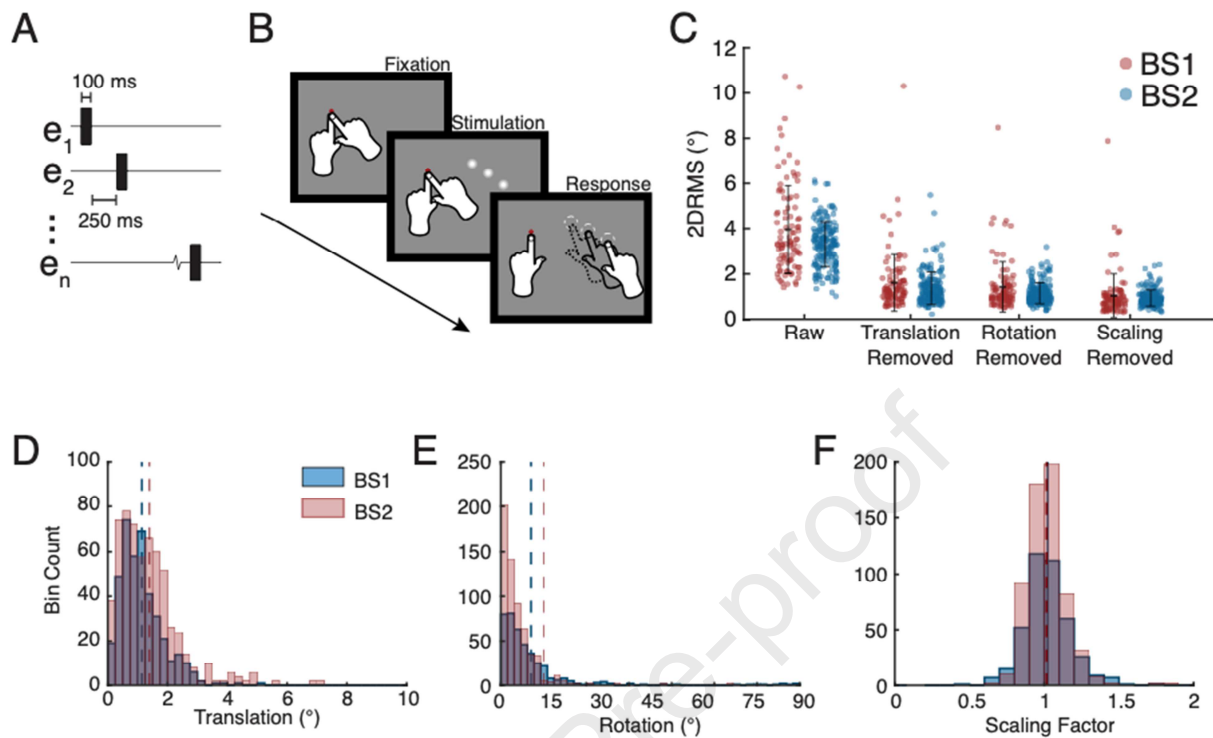 A
100 ms
e1
e2
250 ms
en
B
Fixation
Stimulation
Response
C
12
10
8
6
4
2
0
2DRMS (°)
BS1
BS2
Raw
Translation
Removed
Rotation
Removed
Scaling
Removed
D
100
80
60
40
20
0
Bin Count
BS1
BS2
0 2 4 6 8 10
Translation (°)
E
250
200
150
100
50
0
0 15 30 45 60 75 90
Rotation (°)
F
200
150
100
50
0
0 0.5 1 1.5 2
Scaling Factor
pre-proof